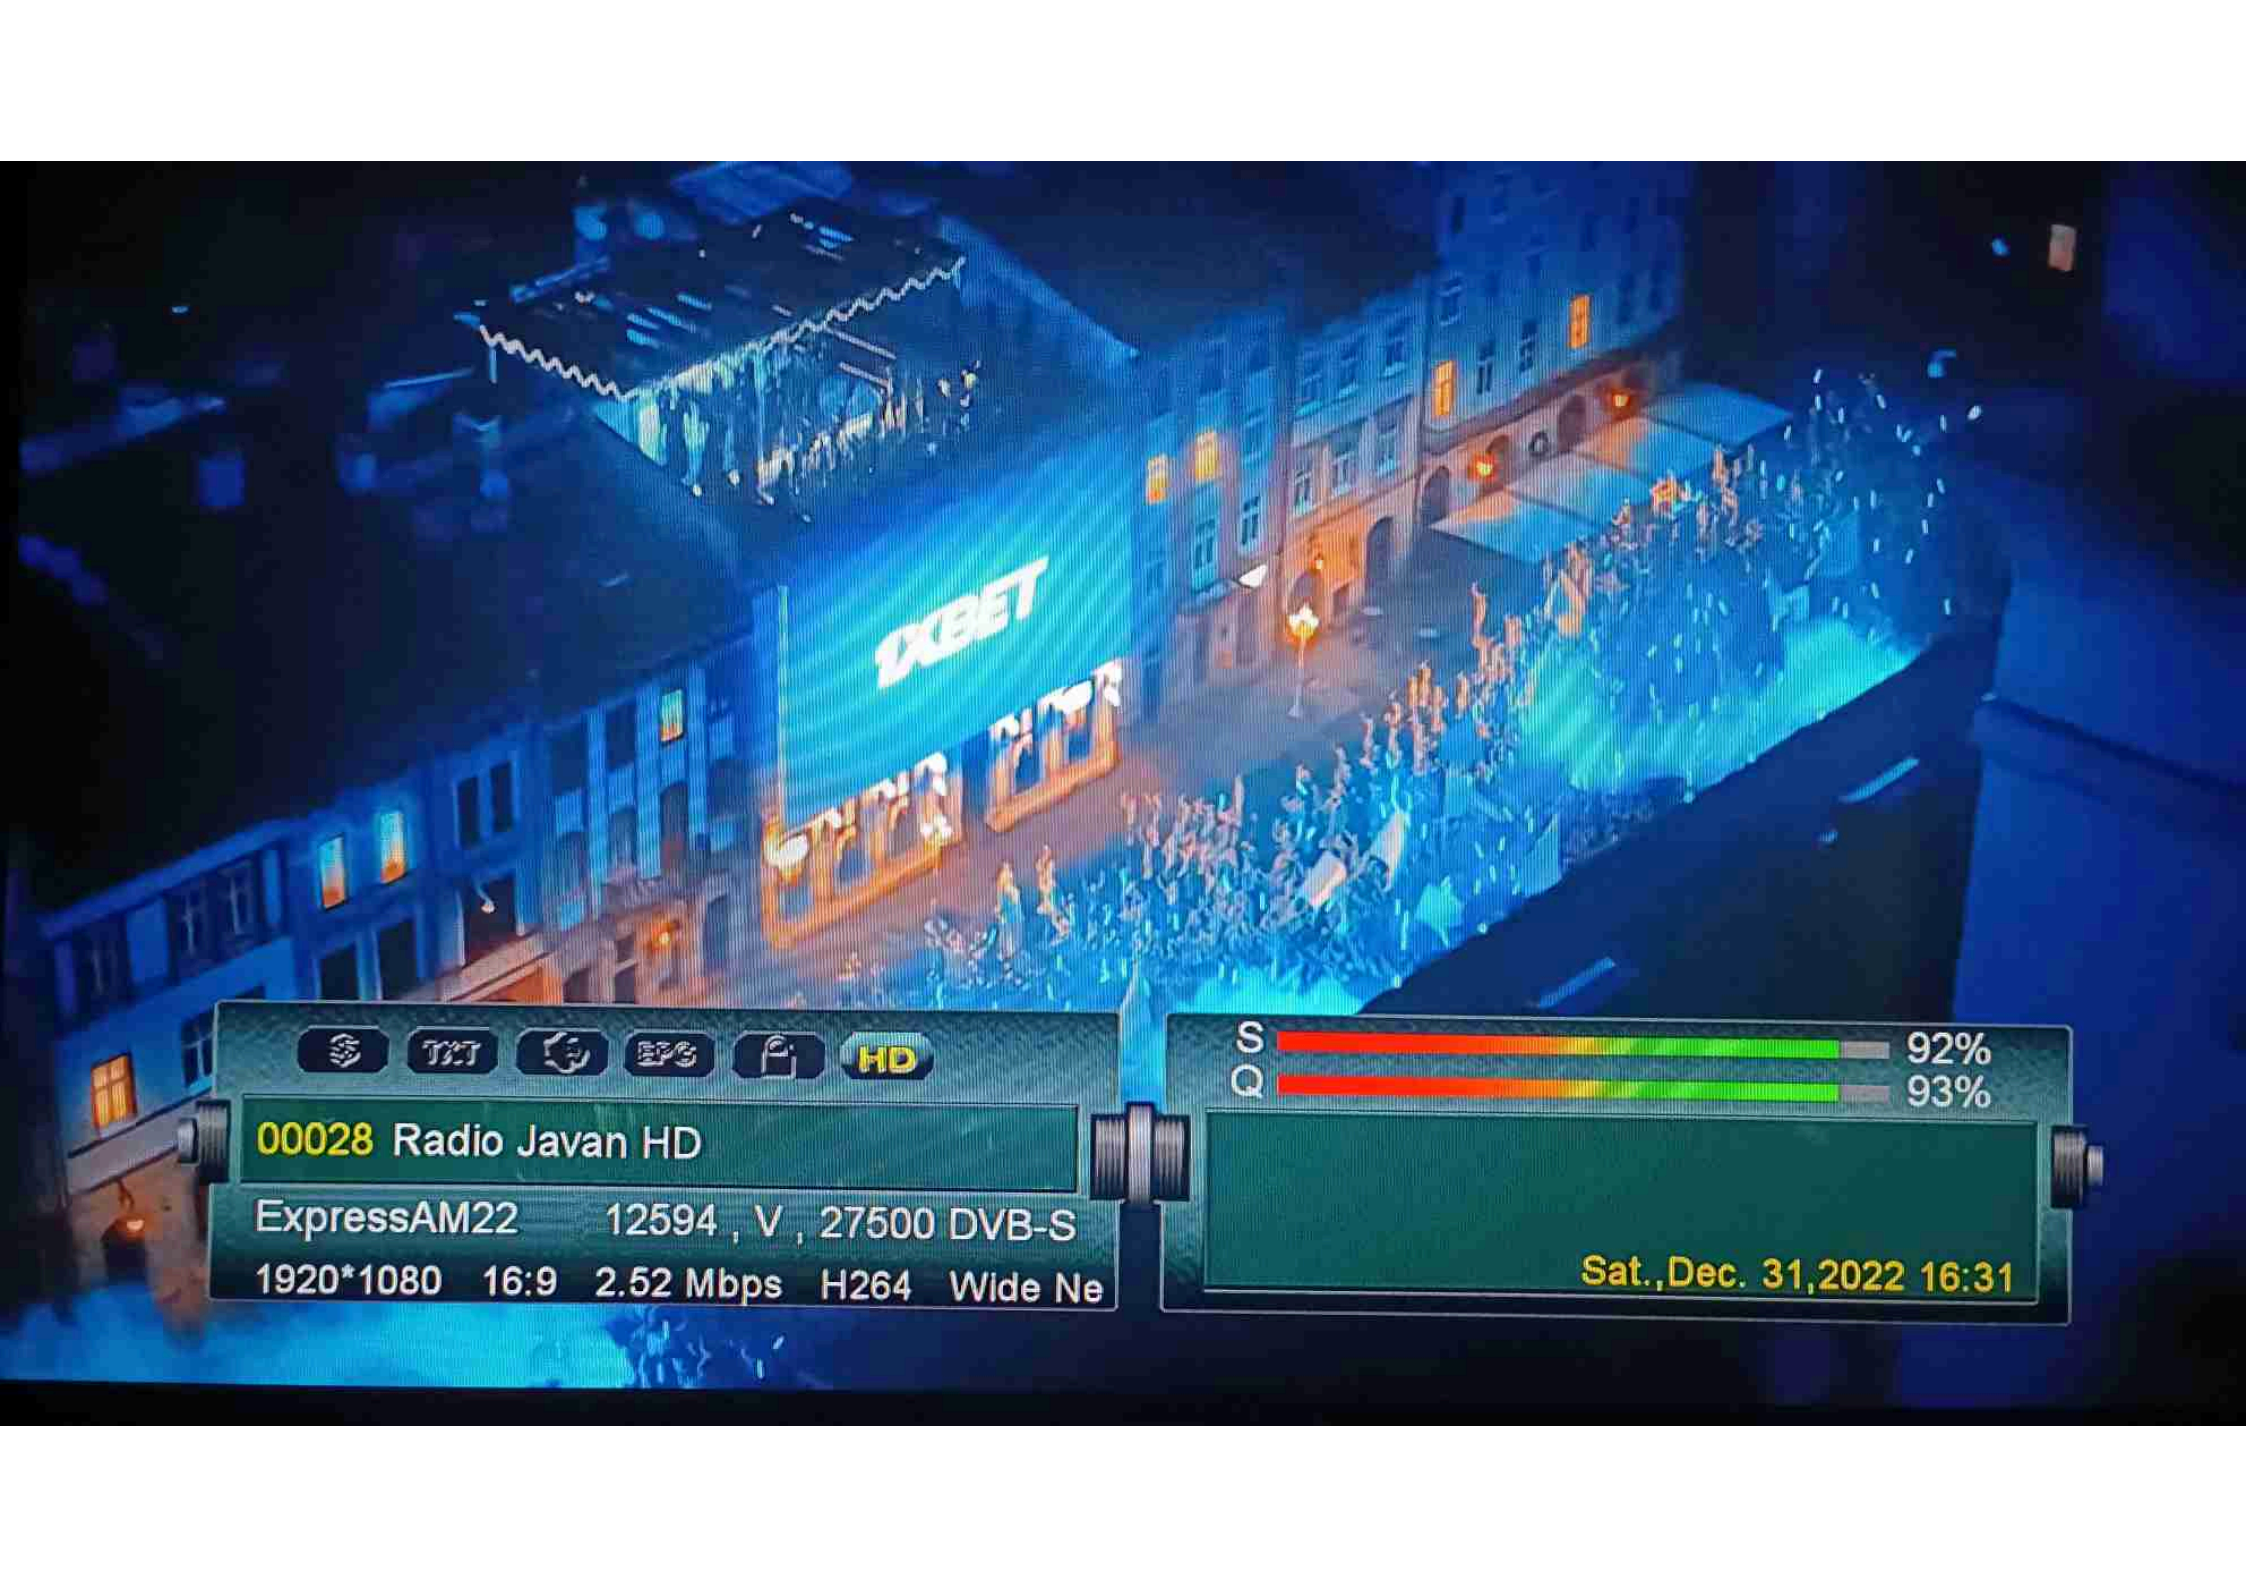 1XBET
TXT EPG HD
S 92%
Q 93%
00028 Radio Javan HD
ExpressAM22 12594 , V , 27500 DVB-S
1920*1080 16:9 2.52 Mbps H264 Wide Ne
Sat.,Dec. 31,2022 16:31